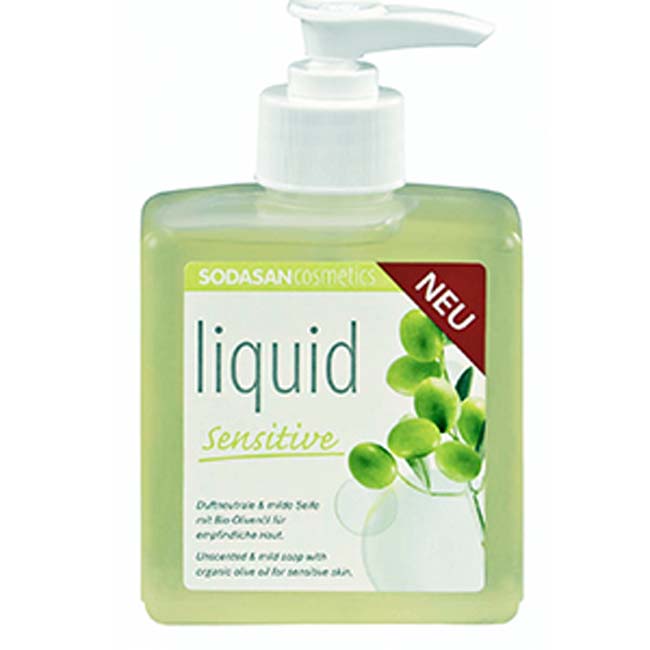 SODASANcosmetics
NEU
liquid
Sensitive
Duftneutrale & milde Seife
mit Bio-Olivenöl für
empfindliche Haut.
Unscented & mild soap with
organic olive oil for sensitive skin.